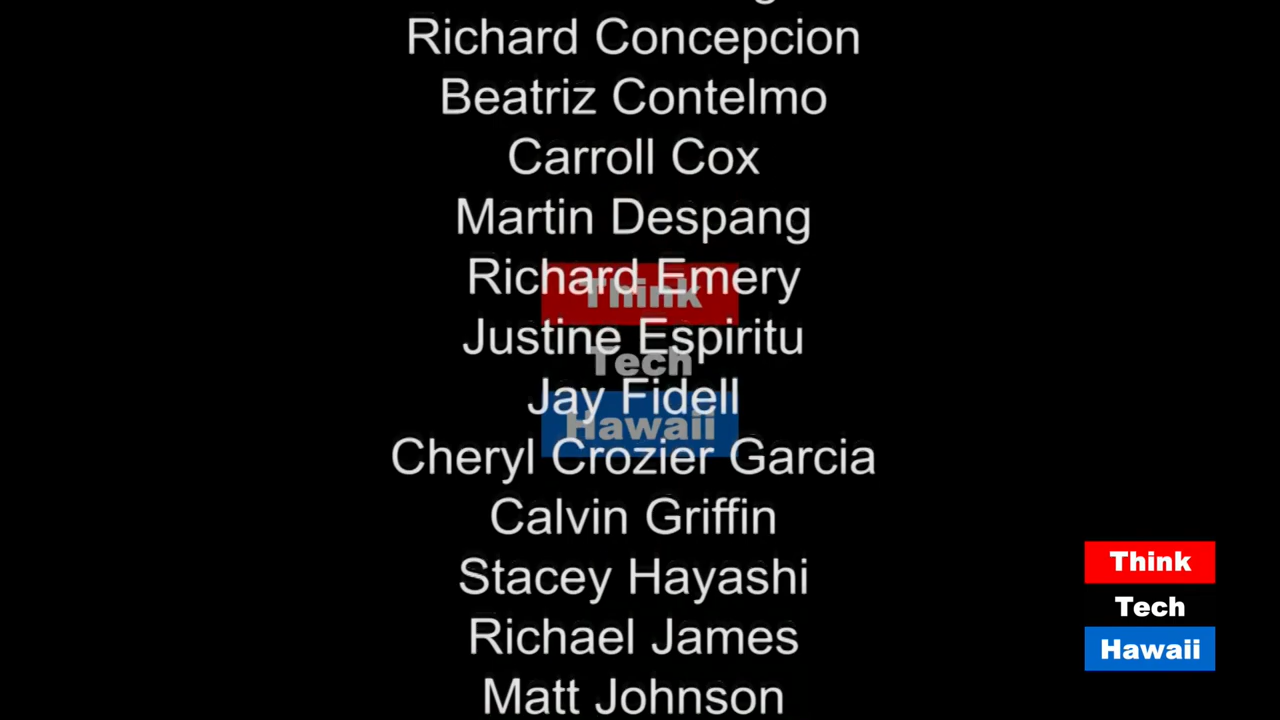 Richard Concepcion
Beatriz Contelmo
Carroll Cox
Martin Despang
Richard Emery
Think
Justine Espiritu
Tech
Jay Fidell
Hawaii
Cheryl Crozier Garcia
Calvin Griffin
Stacey Hayashi
Richael James
Matt Johnson
Think
Tech
Hawaii